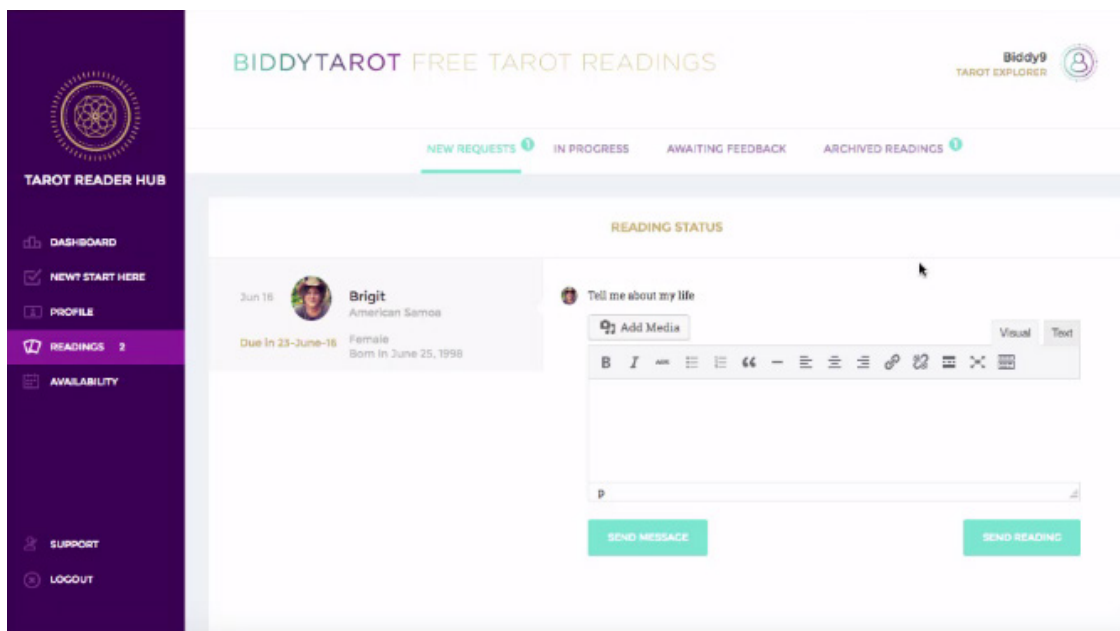 TAROT READER HUB
DASHBOARD
NEW? START HERE
PROFILE
READINGS 2
AVAILABILITY
SUPPORT
LOGOUT
BIDDYTAROT FREE TAROT READINGS
Biddy9
TAROT EXPLORER
NEW REQUESTS 1 IN PROGRESS AWAITING FEEDBACK ARCHIVED READINGS 1
READING STATUS
Jun 16 Brigit
American Samoa
Due in 23-June-16 Female
Born in June 25, 1998
Tell me about my life
Add Media
Visual Text
B I ABC
p
SEND MESSAGE SEND READING